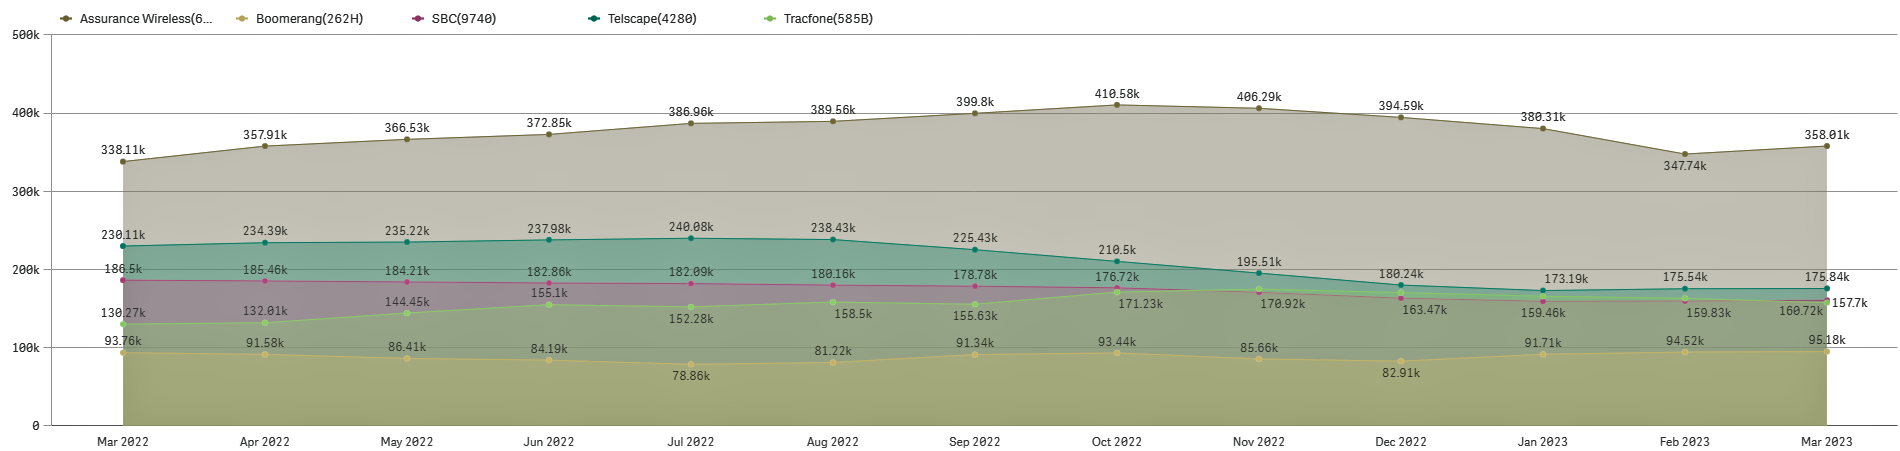 Assurance Wireless(6... Boomerang(262H) SBC(9740) Telscape(4280) Tracfone(585B)
500k
400k
300k
200k
100k
0
338.11k 357.91k 366.53k 372.85k 386.96k 389.56k 399.8k 410.58k 406.29k 394.59k 380.31k 347.74k 358.01k
230.11k 234.39k 235.22k 237.98k 240.08k 238.43k 225.43k 210.5k 195.51k 180.24k 173.19k 175.54k 175.84k
186.5k 185.46k 184.21k 182.86k 182.09k 180.16k 178.78k 176.72k 170.92k 163.47k 159.46k 159.83k 160.72k
130.27k 132.01k 144.45k 155.1k 152.28k 158.5k 155.63k 171.23k 157.7k
93.76k 91.58k 86.41k 84.19k 78.86k 81.22k 91.34k 93.44k 85.66k 82.91k 91.71k 94.52k 95.18k
Mar 2022 Apr 2022 May 2022 Jun 2022 Jul 2022 Aug 2022 Sep 2022 Oct 2022 Nov 2022 Dec 2022 Jan 2023 Feb 2023 Mar 2023